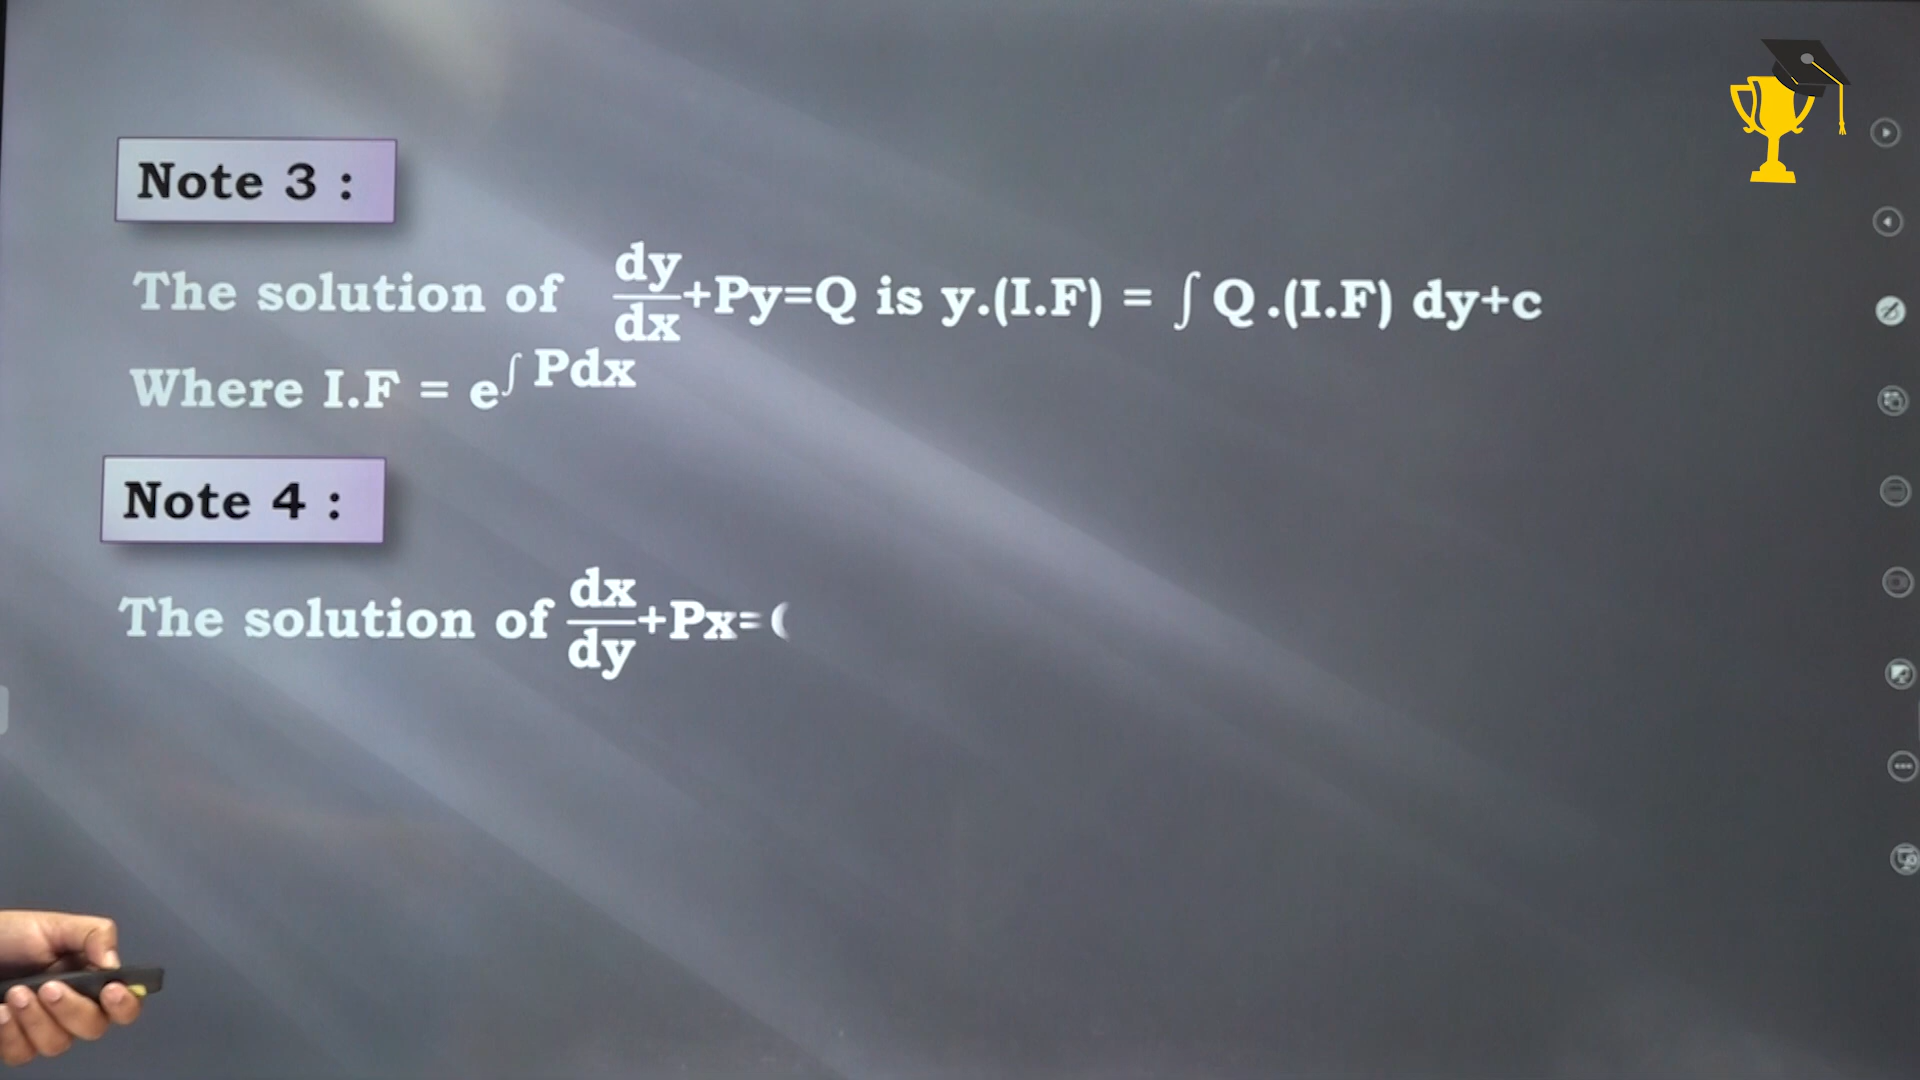 Note 3 :
The solution of dy/dx+Py=Q is y.(I.F) = ∫ Q .(I.F) dy+c
Where I.F = e^∫ Pdx
Note 4 :
The solution of dx/dy+Px=